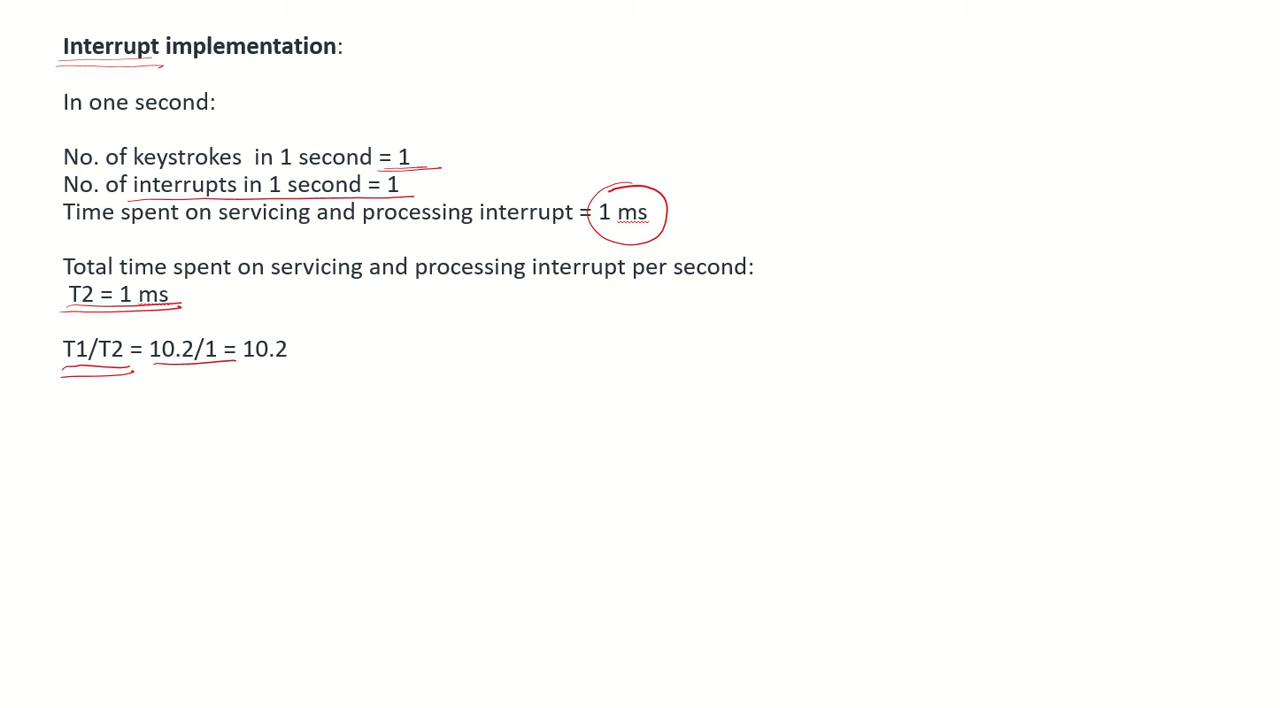 Interrupt implementation:
In one second:
No. of keystrokes in 1 second = 1
No. of interrupts in 1 second = 1
Time spent on servicing and processing interrupt = 1 ms
Total time spent on servicing and processing interrupt per second:
T2 = 1 ms
T1/T2 = 10.2/1 = 10.2